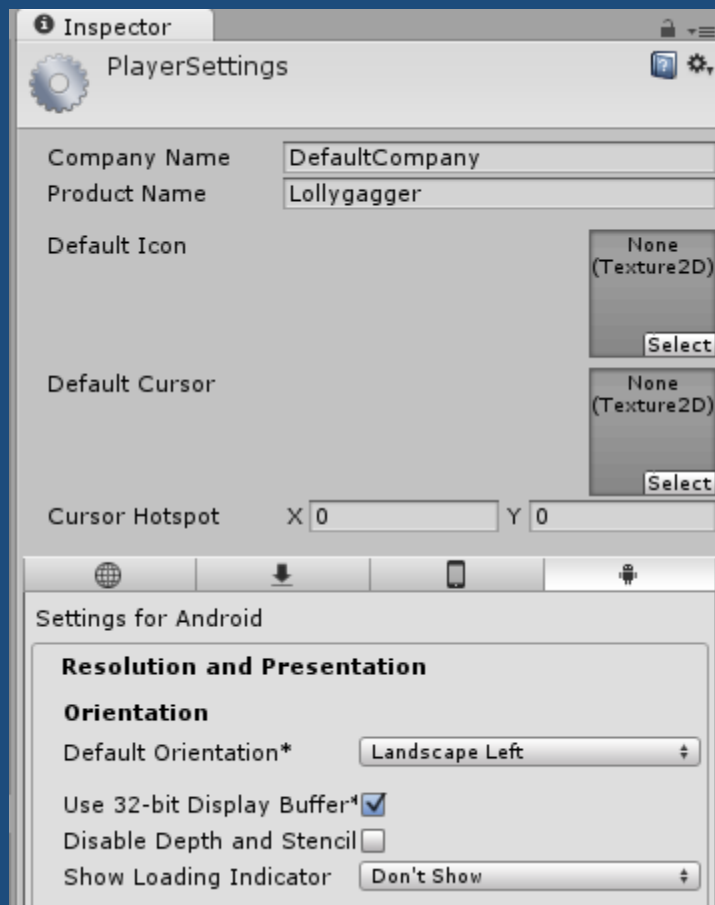 Inspector
PlayerSettings
Company Name DefaultCompany
Product Name Lollygagger
Default Icon None
(Texture2D)
Select
Default Cursor None
(Texture2D)
Select
Cursor Hotspot X 0 Y 0
Settings for Android
Resolution and Presentation
Orientation
Default Orientation* Landscape Left
Use 32-bit Display Buffer*
Disable Depth and Stencil
Show Loading Indicator Don't Show